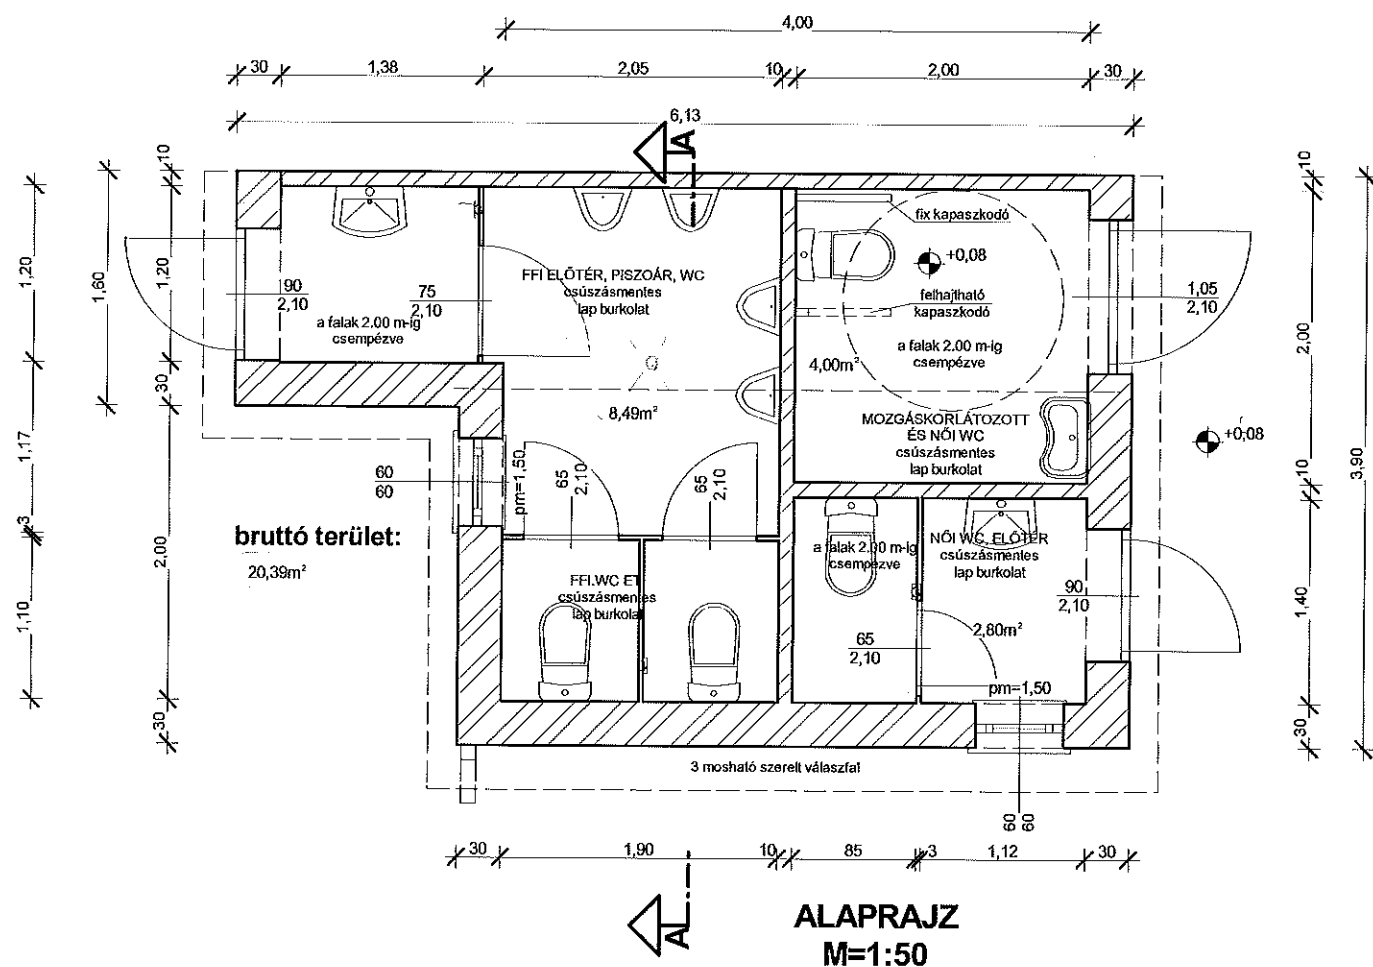 4,00
30 1,38 2,05 10 2,00 30
6,13
A
10
1,20
1,60
1,20
30
1,17
3
2,00
1,10
30
10
2,00
10
3,90
1,40
30
fix kapaszkodó
+0,08
felhajtható
kapaszkodó
a falak 2.00 m-ig
csempézve
4,00m²
MOZGÁSKORLÁTOZOTT
ÉS NŐI WC
csúszásmentes
lap burkolat
1,05
2,10
+0,08
FFI ELŐTÉR, PISZOÁR, WC
csúszásmentes
lap burkolat
90
2,10
75
2,10
a falak 2.00 m-ig
csempézve
8,49m²
60
60
pm=1,50
65
2,10
65
2,10
bruttó terület:
20,39m²
FFI.WC ET
csúszásmentes
lap burkolat
a falak 2.00 m-ig
csempézve
NŐI WC, ELŐTÉR
csúszásmentes
lap burkolat
90
2,10
65
2,10
2,80m²
pm=1,50
3 mosható szerelt válaszfal
60
60
30 1,90 10 85 3 1,12 30
A
ALAPRAJZ
M=1:50